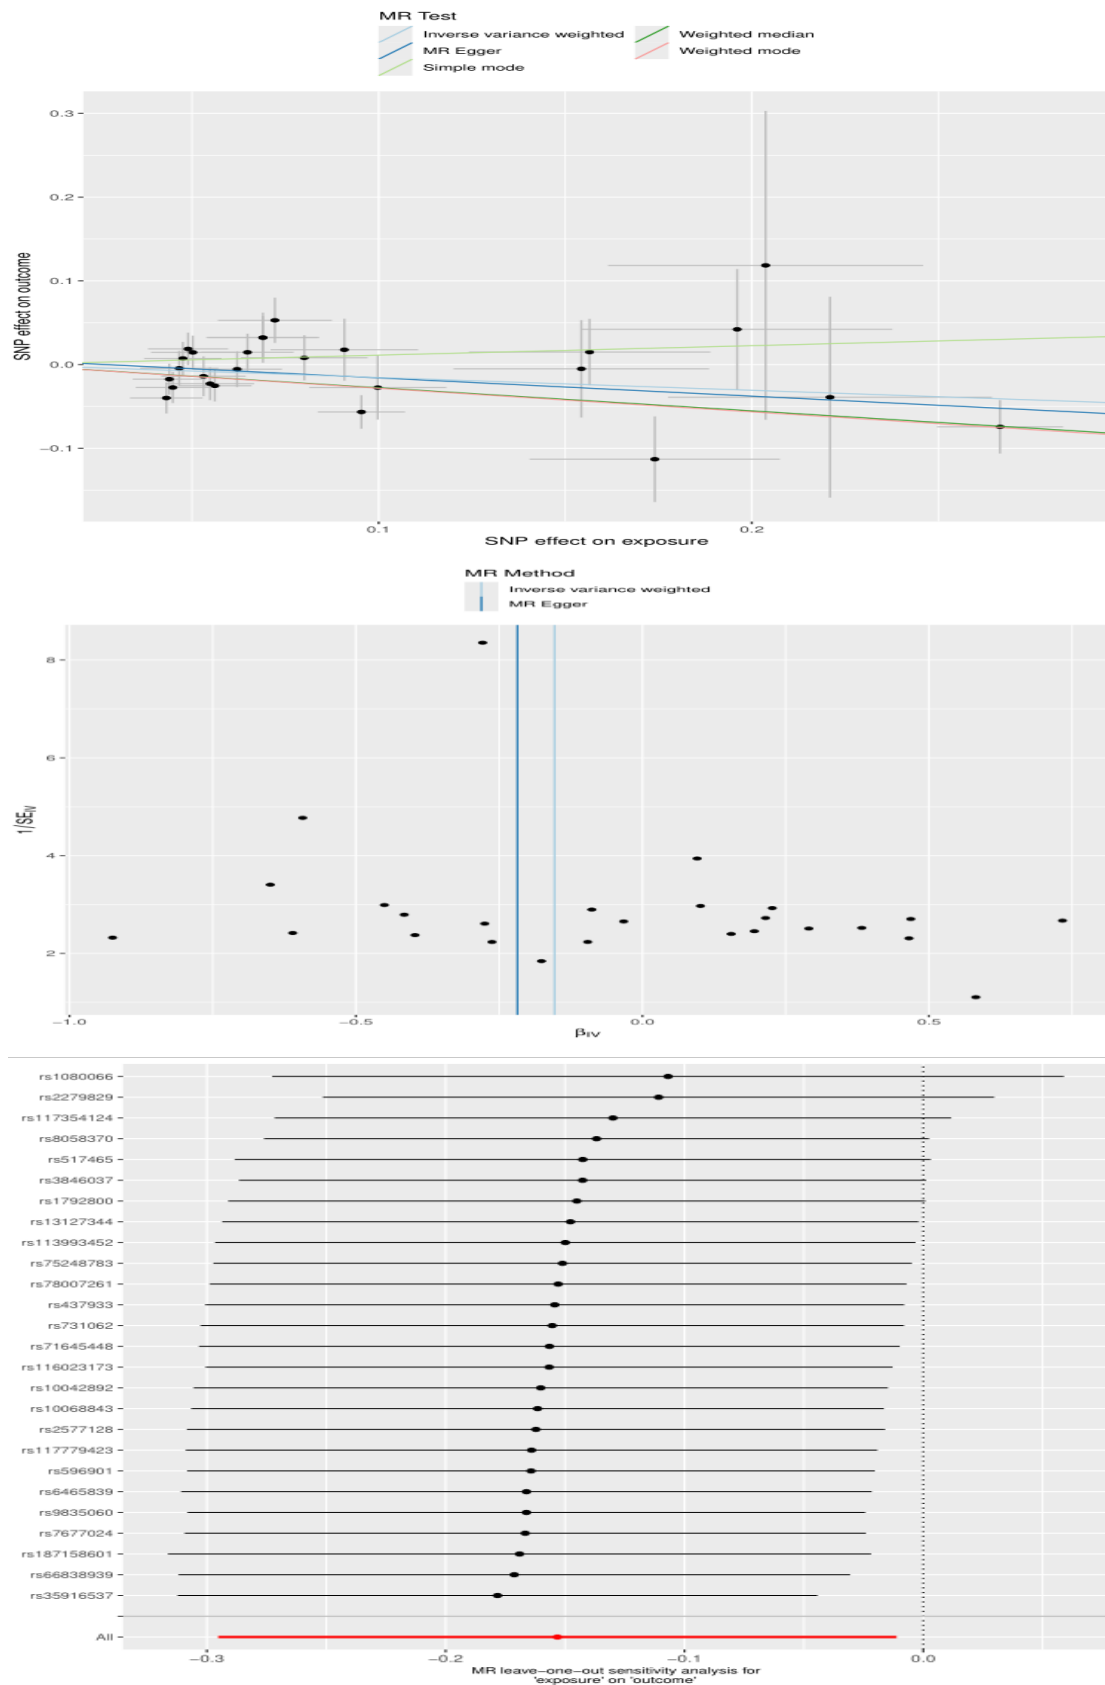 MR Test
Inverse variance weighted
Weighted median
MR Egger
Weighted mode
Simple mode
0.3
0.2
0.1
0.0
−0.1
SNP effect on outcome
0.1
0.2
SNP effect on exposure
MR Method
Inverse variance weighted
MR Egger
8
6
4
2
1/SE_IV
−1.0
−0.5
0.0
0.5
β_IV
rs1080066
rs2279829
rs117354124
rs8058370
rs517465
rs3846037
rs1792800
rs13127344
rs113993452
rs75248783
rs78007261
rs437933
rs731062
rs71645448
rs116023173
rs10042892
rs10068843
rs2577128
rs117779423
rs596901
rs6465839
rs9835060
rs7677024
rs187158601
rs66838939
rs35916537
All
−0.3
−0.2
−0.1
0.0
MR leave−one−out sensitivity analysis for
'exposure' on 'outcome'